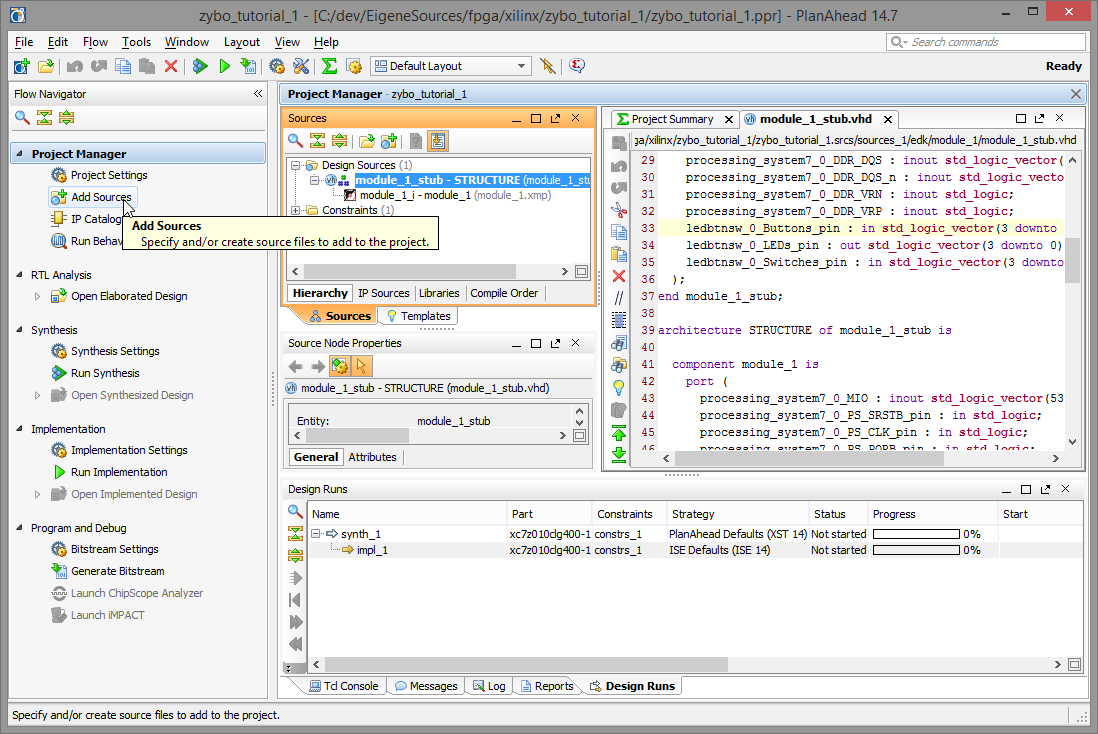 zybo_tutorial_1 - [C:/dev/EigeneSources/fpga/xilinx/zybo_tutorial_1/zybo_tutorial_1.ppr] - PlanAhead 14.7
File Edit Flow Tools Window Layout View Help
Search commands
Default Layout
Ready
Flow Navigator
Project Manager
Project Settings
Add Sources
IP Catalog
Run Behav
Add Sources
Specify and/or create source files to add to the project.
RTL Analysis
Open Elaborated Design
Synthesis
Synthesis Settings
Run Synthesis
Open Synthesized Design
Implementation
Implementation Settings
Run Implementation
Open Implemented Design
Program and Debug
Bitstream Settings
Generate Bitstream
Launch ChipScope Analyzer
Launch iMPACT
Project Manager - zybo_tutorial_1
Sources
Design Sources (1)
module_1_stub - STRUCTURE (module_1_stu
module_1_i - module_1 (module_1.xmp)
Constraints (1)
Hierarchy IP Sources Libraries Compile Order
Sources Templates
Source Node Properties
module_1_stub - STRUCTURE (module_1_stub.vhd)
Entity: module_1_stub
General Attributes
Project Summary module_1_stub.vhd
ga/xilinx/zybo_tutorial_1/zybo_tutorial_1.srcs/sources_1/edk/module_1/module_1_stub.vhd
29 processing_system7_0_DDR_DQS : inout std_logic_vector(
30 processing_system7_0_DDR_DQS_n : inout std_logic_vecto
31 processing_system7_0_DDR_VRN : inout std_logic;
32 processing_system7_0_DDR_VRP : inout std_logic;
33 ledbtnsw_0_Buttons_pin : in std_logic_vector(3 downto
34 ledbtnsw_0_LEDs_pin : out std_logic_vector(3 downto 0)
35 ledbtnsw_0_Switches_pin : in std_logic_vector(3 downto
36 );
37 end module_1_stub;
38
39 architecture STRUCTURE of module_1_stub is
40
41 component module_1 is
42 port (
43 processing_system7_0_MIO : inout std_logic_vector(53
44 processing_system7_0_PS_SRSTB_pin : in std_logic;
45 processing_system7_0_PS_CLK_pin : in std_logic;
46 processing_system7_0_PS_PORB_pin : in std_logic;
Design Runs
Name Part Constraints Strategy Status Progress Start
synth_1 xc7z010clg400-1 constrs_1 PlanAhead Defaults (XST 14) Not started 0%
impl_1 xc7z010clg400-1 constrs_1 ISE Defaults (ISE 14) Not started 0%
Tcl Console Messages Log Reports Design Runs
Specify and/or create source files to add to the project.